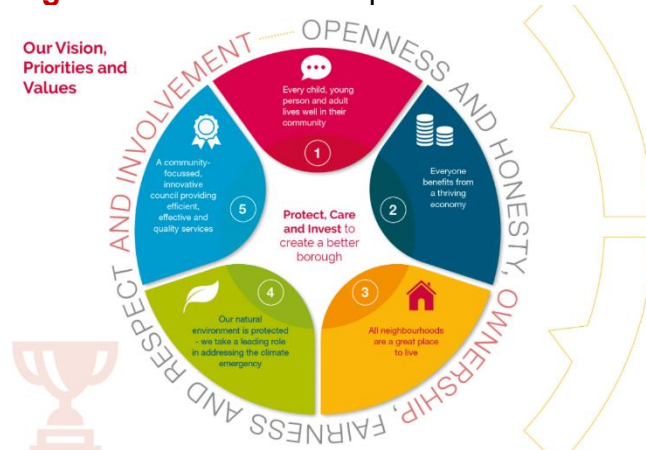 Our Vision,
Priorities and
Values
OPENNESS AND HONESTY, OWNERSHIP, FAIRNESS AND RESPECT AND INVOLVEMENT
Every child, young
person and adult
lives well in their
community
1
Everyone
benefits from
a thriving
economy
2
All neighbourhoods
are a great place
to live
3
Our natural
environment is protected
- we take a leading role
in addressing the climate
emergency
4
A community-
focussed,
innovative
council providing
efficient,
effective and
quality services
5
Protect, Care
and Invest to
create a better
borough